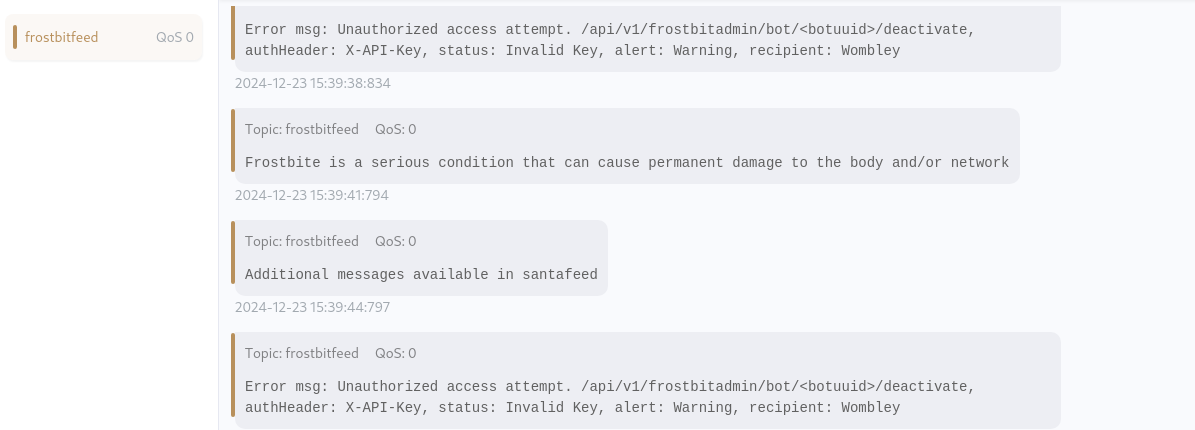 frostbitfeed QoS 0
Error msg: Unauthorized access attempt. /api/v1/frostbitadmin/bot/<botuuid>/deactivate,
authHeader: X-API-Key, status: Invalid Key, alert: Warning, recipient: Wombley
2024-12-23 15:39:38:834
Topic: frostbitfeed QoS: 0
Frostbite is a serious condition that can cause permanent damage to the body and/or network
2024-12-23 15:39:41:794
Topic: frostbitfeed QoS: 0
Additional messages available in santafeed
2024-12-23 15:39:44:797
Topic: frostbitfeed QoS: 0
Error msg: Unauthorized access attempt. /api/v1/frostbitadmin/bot/<botuuid>/deactivate,
authHeader: X-API-Key, status: Invalid Key, alert: Warning, recipient: Wombley